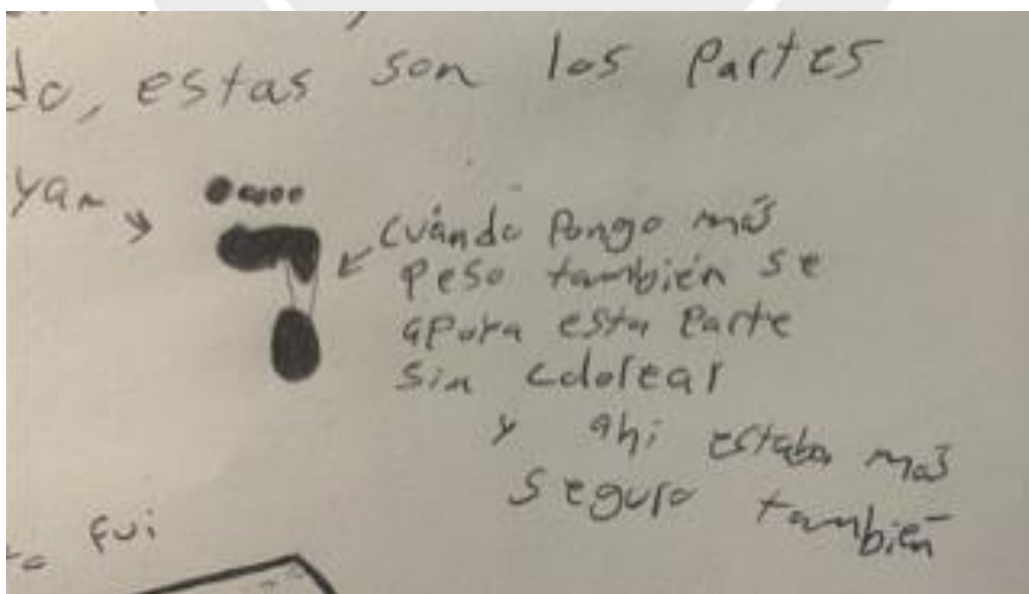 do, estas son los Partes
yan
cuándo Pongo más
peso también se
apoya esta Parte
sin colorear
y ahi estaba más
seguro también
fui